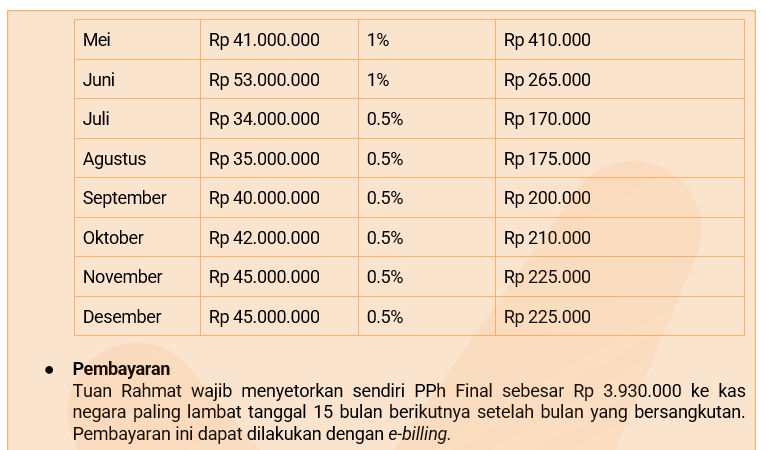 Mei Rp 41.000.000 1% Rp 410.000
Juni Rp 53.000.000 1% Rp 265.000
Juli Rp 34.000.000 0.5% Rp 170.000
Agustus Rp 35.000.000 0.5% Rp 175.000
September Rp 40.000.000 0.5% Rp 200.000
Oktober Rp 42.000.000 0.5% Rp 210.000
November Rp 45.000.000 0.5% Rp 225.000
Desember Rp 45.000.000 0.5% Rp 225.000
● Pembayaran
Tuan Rahmat wajib menyetorkan sendiri PPh Final sebesar Rp 3.930.000 ke kas
negara paling lambat tanggal 15 bulan berikutnya setelah bulan yang bersangkutan.
Pembayaran ini dapat dilakukan dengan e-billing.